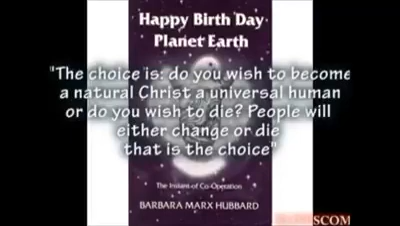 Happy Birth Day
Planet Earth
"The choice is: do you wish to become
a natural Christ a universal human
or do you wish to die? People will
either change or die
that is the choice"
The Instant of Co-Operation
BARBARA MARX HUBBARD
SCOM